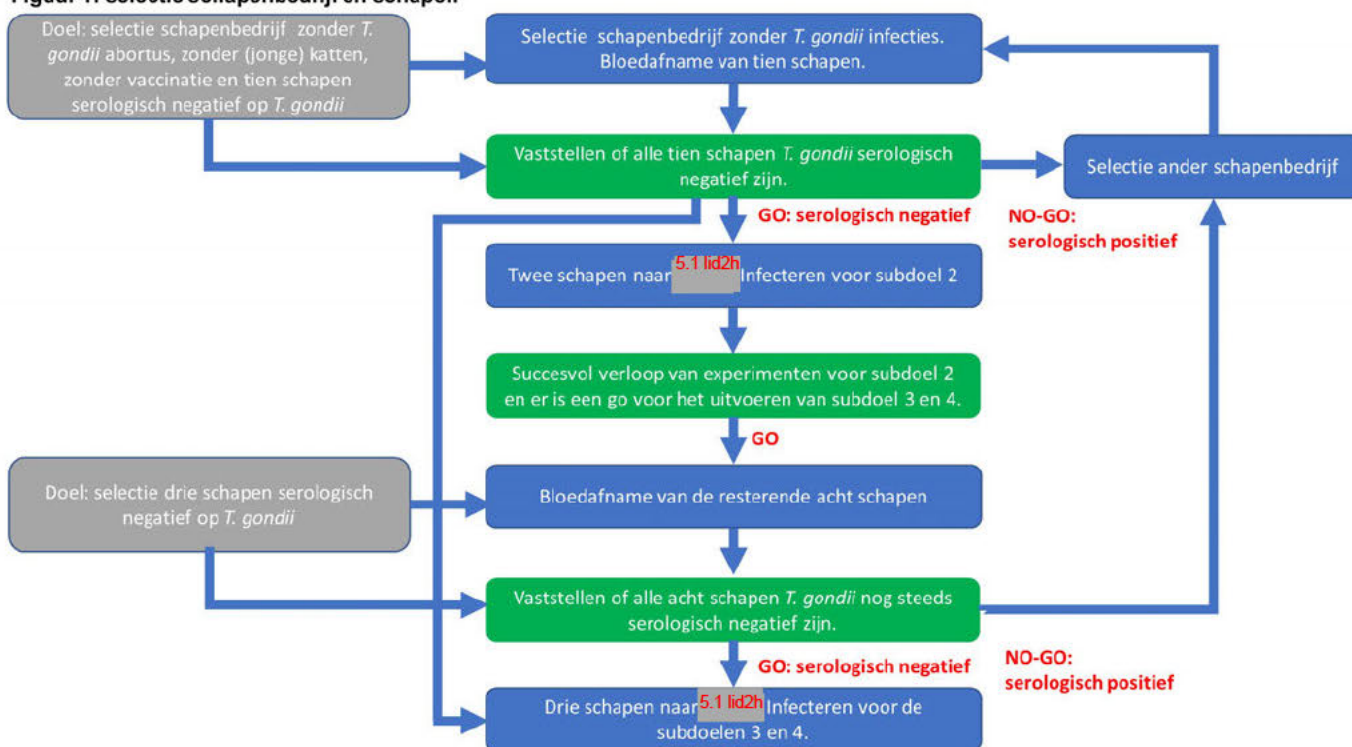 Figuur 1: selectie schapenbedrijf en schapen
Doel: selectie schapenbedrijf zonder T.
gondii abortus, zonder (jonge) katten,
zonder vaccinatie en tien schapen
serologisch negatief op T. gondii
Selectie schapenbedrijf zonder T. gondii infecties.
Bloedafname van tien schapen.
Vaststellen of alle tien schapen T. gondii serologisch
negatief zijn.
Selectie ander schapenbedrijf
GO: serologisch negatief
NO-GO:
serologisch positief
Twee schapen naar 5.1 lid2h Infecteren voor subdoel 2
Succesvol verloop van experimenten voor subdoel 2
en er is een go voor het uitvoeren van subdoel 3 en 4.
GO
Doel: selectie drie schapen serologisch
negatief op T. gondii
Bloedafname van de resterende acht schapen
Vaststellen of alle acht schapen T. gondii nog steeds
serologisch negatief zijn.
GO: serologisch negatief
NO-GO:
serologisch positief
Drie schapen naar 5.1 lid2h Infecteren voor de
subdoelen 3 en 4.